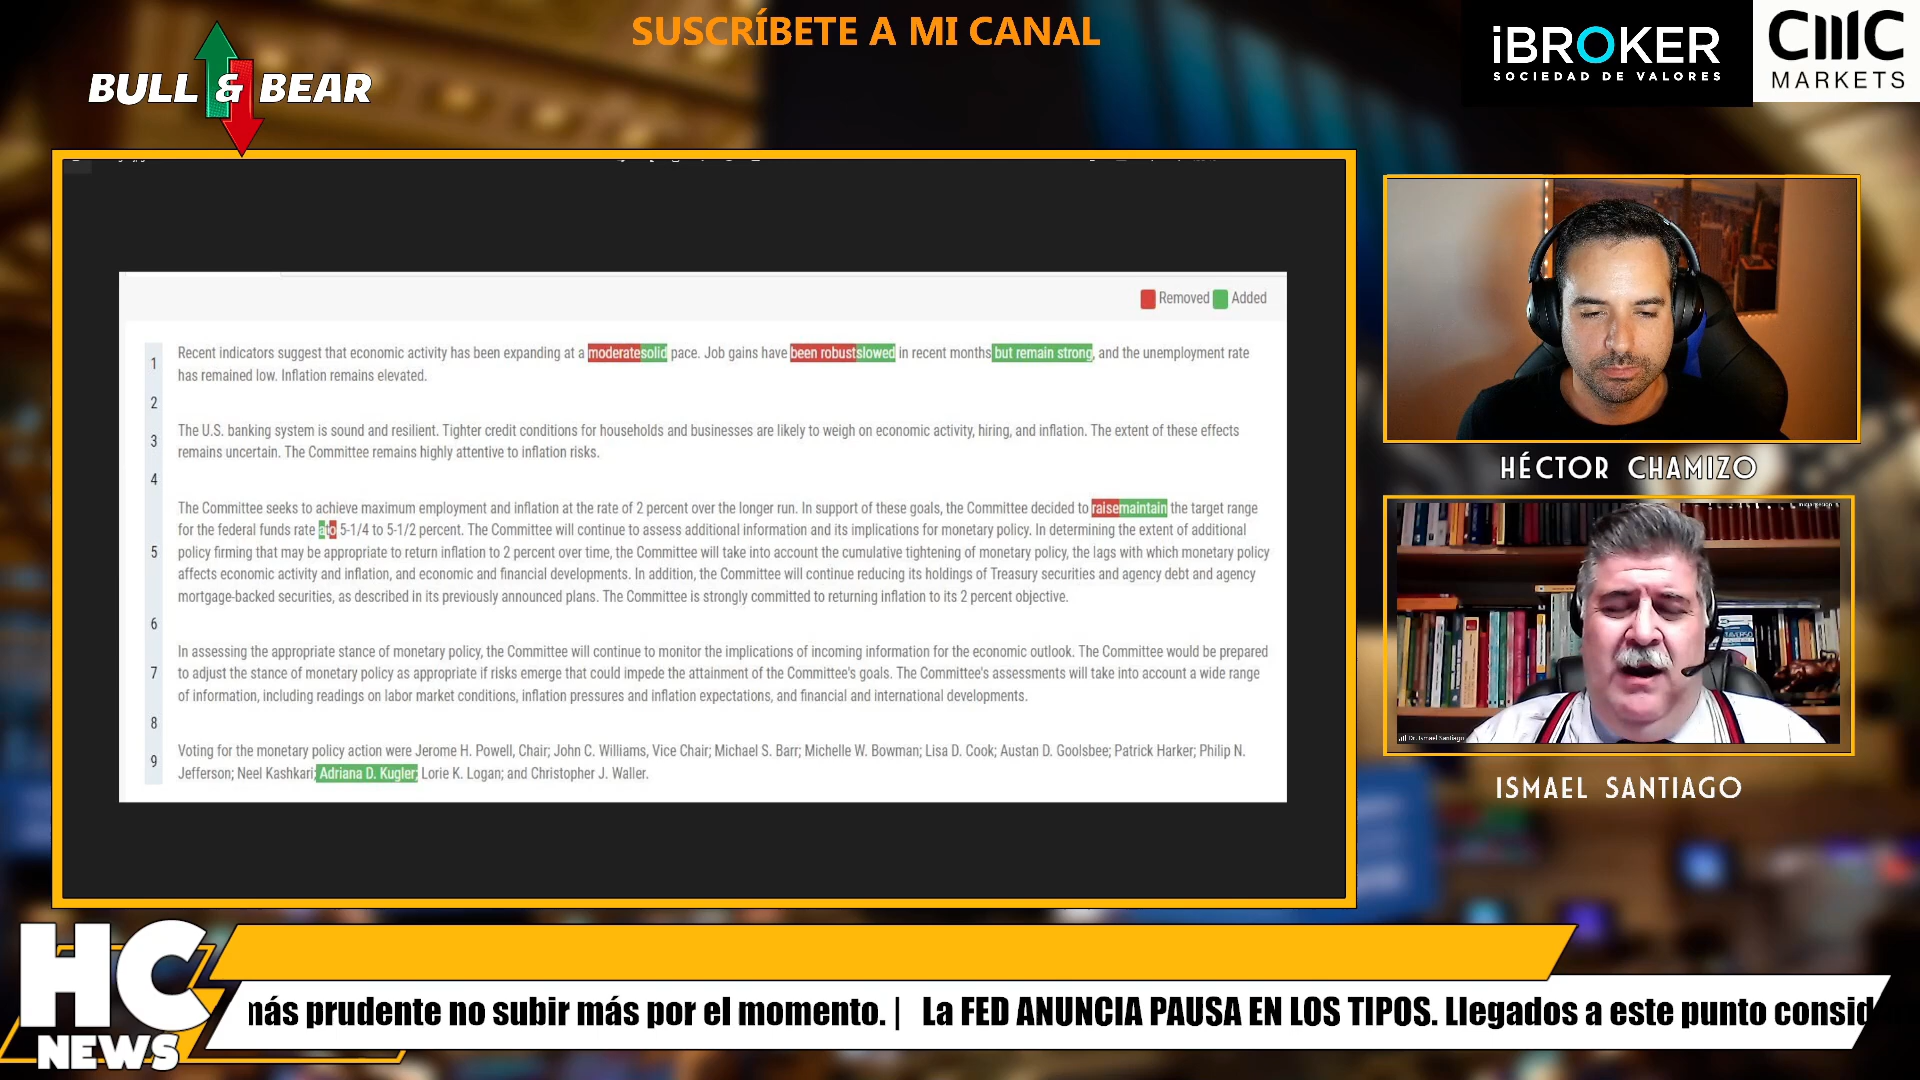 SUSCRÍBETE A MI CANAL
BULL & BEAR
iBROKER
SOCIEDAD DE VALORES
CMC
MARKETS
Removed Added
1
Recent indicators suggest that economic activity has been expanding at a moderatesolid pace. Job gains have been robustslowed in recent months but remain strong, and the unemployment rate
has remained low. Inflation remains elevated.
2
3
The U.S. banking system is sound and resilient. Tighter credit conditions for households and businesses are likely to weigh on economic activity, hiring, and inflation. The extent of these effects
remains uncertain. The Committee remains highly attentive to inflation risks.
4
5
The Committee seeks to achieve maximum employment and inflation at the rate of 2 percent over the longer run. In support of these goals, the Committee decided to raisemaintain the target range
for the federal funds rate ato 5-1/4 to 5-1/2 percent. The Committee will continue to assess additional information and its implications for monetary policy. In determining the extent of additional
policy firming that may be appropriate to return inflation to 2 percent over time, the Committee will take into account the cumulative tightening of monetary policy, the lags with which monetary policy
affects economic activity and inflation, and economic and financial developments. In addition, the Committee will continue reducing its holdings of Treasury securities and agency debt and agency
mortgage-backed securities, as described in its previously announced plans. The Committee is strongly committed to returning inflation to its 2 percent objective.
6
7
In assessing the appropriate stance of monetary policy, the Committee will continue to monitor the implications of incoming information for the economic outlook. The Committee would be prepared
to adjust the stance of monetary policy as appropriate if risks emerge that could impede the attainment of the Committee's goals. The Committee's assessments will take into account a wide range
of information, including readings on labor market conditions, inflation pressures and inflation expectations, and financial and international developments.
8
9
Voting for the monetary policy action were Jerome H. Powell, Chair; John C. Williams, Vice Chair; Michael S. Barr; Michelle W. Bowman; Lisa D. Cook; Austan D. Goolsbee; Patrick Harker; Philip N.
Jefferson; Neel Kashkari; Adriana D. Kugler; Lorie K. Logan; and Christopher J. Waller.
HÉCTOR CHAMIZO
Dr. Ismael Santiago
ISMAEL SANTIAGO
HC
NEWS
más prudente no subir más por el momento. | La FED ANUNCIA PAUSA EN LOS TIPOS. Llegados a este punto consid